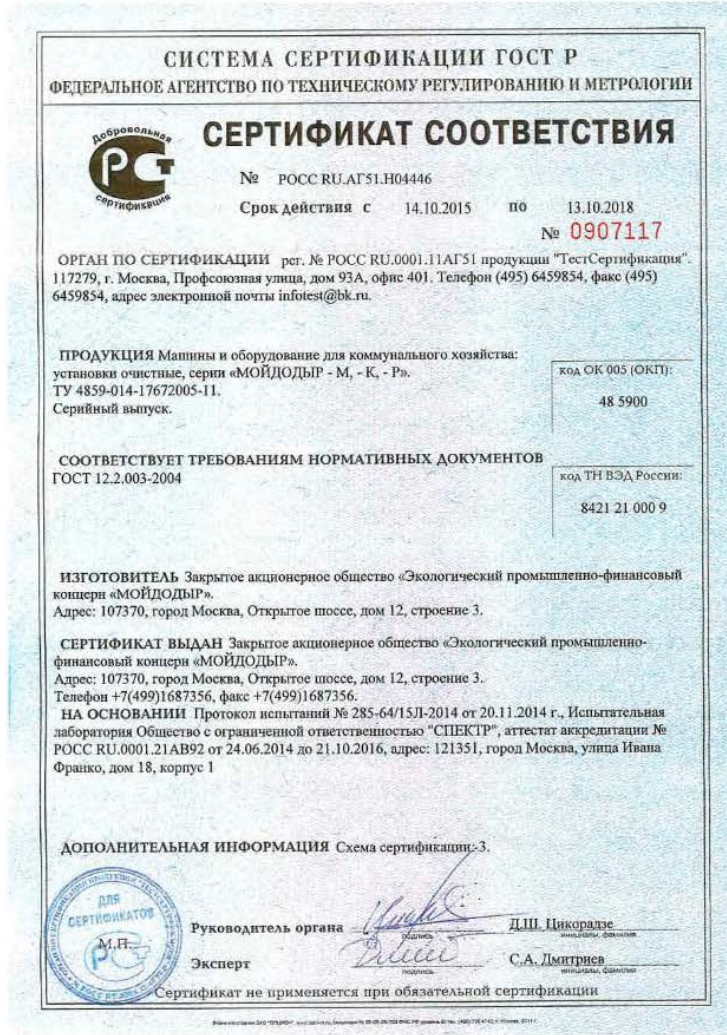 СИСТЕМА СЕРТИФИКАЦИИ ГОСТ Р
ФЕДЕРАЛЬНОЕ АГЕНТСТВО ПО ТЕХНИЧЕСКОМУ РЕГУЛИРОВАНИЮ И МЕТРОЛОГИИ
Добровольная
сертификация
СЕРТИФИКАТ СООТВЕТСТВИЯ
№ РОСС RU.АГ51.Н04446
Срок действия с 14.10.2015 по 13.10.2018
№ 0907117
ОРГАН ПО СЕРТИФИКАЦИИ рег. № РОСС RU.0001.11АГ51 продукции "ТестСертификация".
117279, г. Москва, Профсоюзная улица, дом 93А, офис 401. Телефон (495) 6459854, факс (495)
6459854, адрес электронной почты infotest@bk.ru.
ПРОДУКЦИЯ Машины и оборудование для коммунального хозяйства:
установки очистные, серии «МОЙДОДЫР - М, - К, - Р».
ТУ 4859-014-17672005-11.
Серийный выпуск.
код ОК 005 (ОКП):
48 5900
СООТВЕТСТВУЕТ ТРЕБОВАНИЯМ НОРМАТИВНЫХ ДОКУМЕНТОВ
ГОСТ 12.2.003-2004
код ТН ВЭД России:
8421 21 000 9
ИЗГОТОВИТЕЛЬ Закрытое акционерное общество «Экологический промышленно-финансовый
концерн «МОЙДОДЫР».
Адрес: 107370, город Москва, Открытое шоссе, дом 12, строение 3.
СЕРТИФИКАТ ВЫДАН Закрытое акционерное общество «Экологический промышленно-
финансовый концерн «МОЙДОДЫР».
Адрес: 107370, город Москва, Открытое шоссе, дом 12, строение 3.
Телефон +7(499)1687356, факс +7(499)1687356.
НА ОСНОВАНИИ Протокол испытаний № 285-64/15Л-2014 от 20.11.2014 г., Испытательная
лаборатория Общество с ограниченной ответственностью "СПЕКТР", аттестат аккредитации №
РОСС RU.0001.21АВ92 от 24.06.2014 до 21.10.2016, адрес: 121351, город Москва, улица Ивана
Франко, дом 18, корпус 1
ДОПОЛНИТЕЛЬНАЯ ИНФОРМАЦИЯ Схема сертификации:-3.
ДЛЯ
СЕРТИФИКАТОВ
М.П.
Руководитель органа Д.Ш. Цикорадзе
подпись инициалы, фамилия
Эксперт С.А. Дмитриев
подпись инициалы, фамилия
Сертификат не применяется при обязательной сертификации